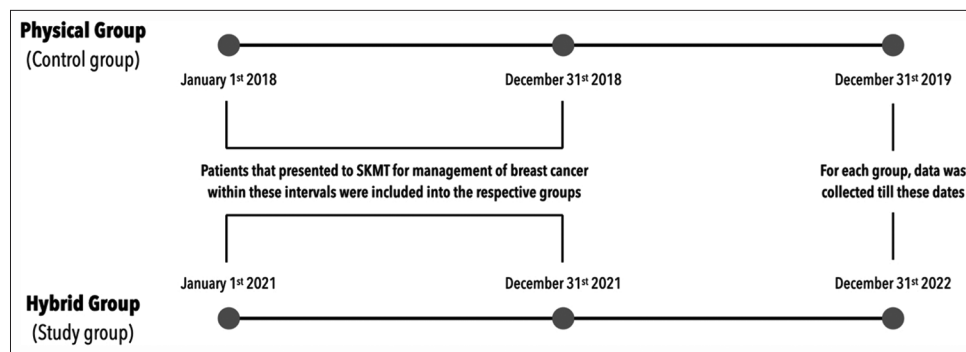 Physical Group
(Control group)
January 1st 2018
December 31st 2018
December 31st 2019
Patients that presented to SKMT for management of breast cancer
within these intervals were included into the respective groups
For each group, data was
collected till these dates
January 1st 2021
December 31st 2021
December 31st 2022
Hybrid Group
(Study group)